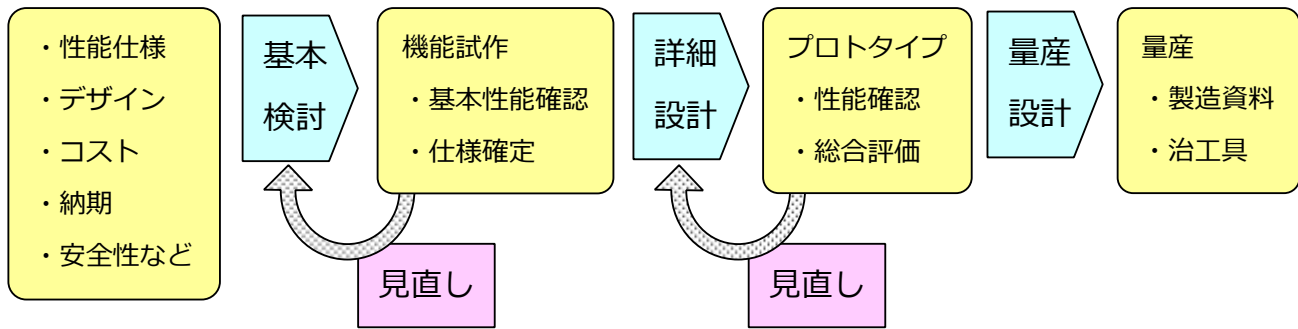 ・性能仕様
・デザイン
・コスト
・納期
・安全性など
基本
検討
機能試作
・基本性能確認
・仕様確定
見直し
詳細
設計
プロトタイプ
・性能確認
・総合評価
見直し
量産
設計
量産
・製造資料
・治工具